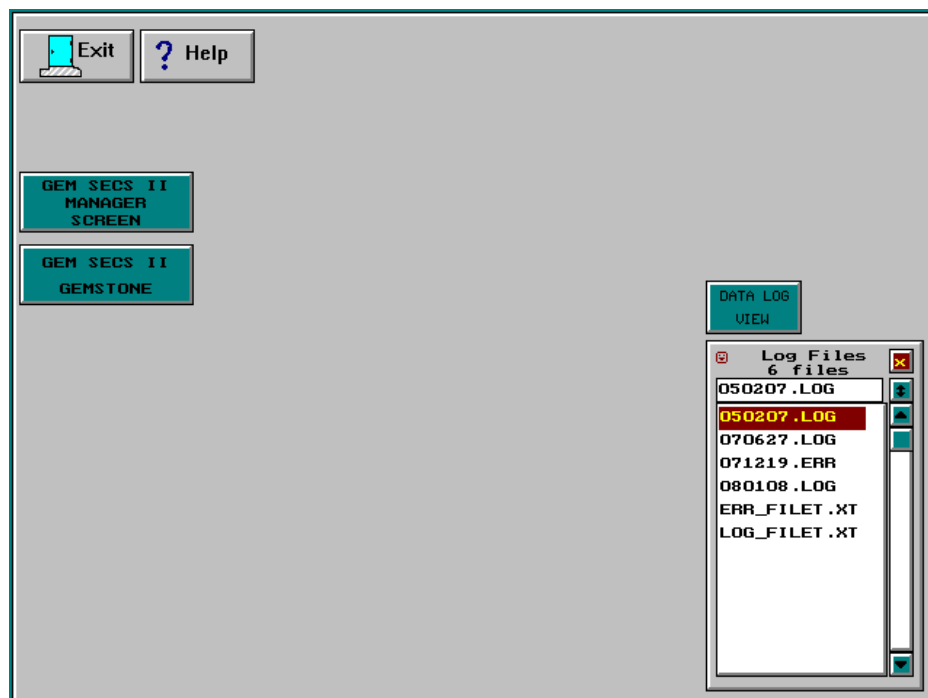 Exit
? Help
GEM SECS II
MANAGER
SCREEN
GEM SECS II
GEMSTONE
DATA LOG
VIEW
Log Files
6 files
050207.LOG
050207.LOG
070627.LOG
071219.ERR
080108.LOG
ERR_FILET.XT
LOG_FILET.XT